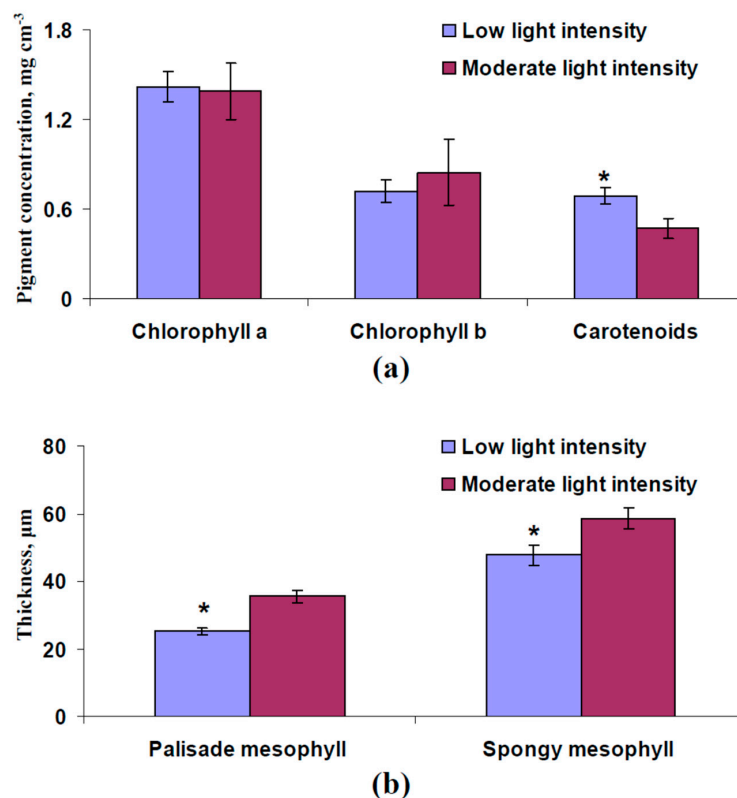 Pigment concentration, mg cm⁻³
1.8
1.2
0.6
0
Low light intensity
Moderate light intensity
*
Chlorophyll a Chlorophyll b Carotenoids
(a)
Thickness, µm
80
60
40
20
0
Low light intensity
Moderate light intensity
*
*
Palisade mesophyll Spongy mesophyll
(b)